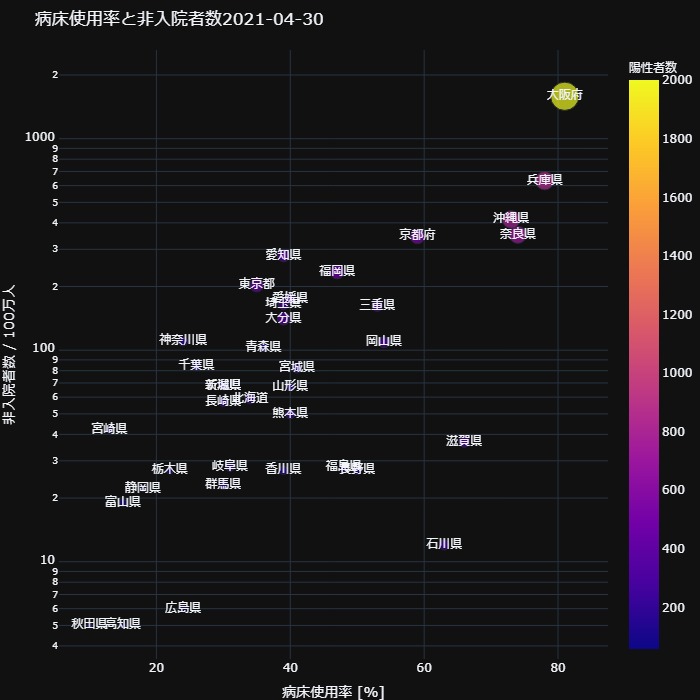 病床使用率と非入院者数2021-04-30
陽性者数
2000
1800
1600
1400
1200
1000
800
600
400
200
非入院者数 / 100万人
2
1000
9
8
7
6
5
4
3
2
100
9
8
7
6
5
4
3
2
10
9
8
7
6
5
4
大阪府
兵庫県
沖縄県
京都府
奈良県
愛知県
福岡県
東京都
愛媛県
埼玉県
三重県
大分県
神奈川県
岡山県
青森県
千葉県
宮城県
新潟県
山形県
長崎県
北海道
熊本県
宮崎県
滋賀県
栃木県
岐阜県
香川県
福島県
長野県
静岡県
群馬県
富山県
石川県
広島県
秋田県
高知県
20
40
60
80
病床使用率 [%]